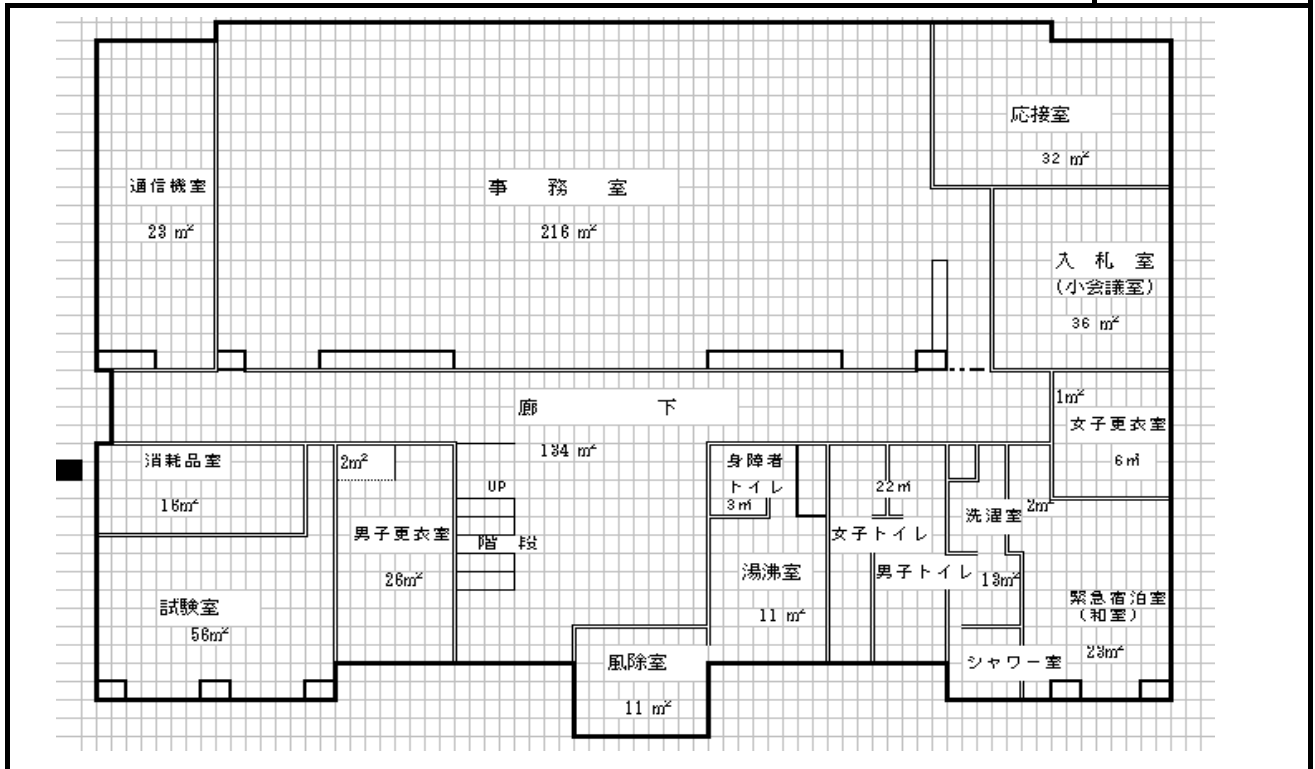 応接室
32 m²
通信機室
事 務 室
23 m²
216 m²
入 札 室
(小会議室)
36 m²
1m²
廊 下
女子更衣室
134 m²
6㎡
消耗品室
2m²
身障者
トイレ
3㎡
UP
22㎡
16m²
洗濯室
2m²
男子更衣室
階 段
女子トイレ
26m²
湯沸室
男子トイレ
13m²
試験室
56m²
11 m²
緊急宿泊室
(和室)
23m²
風除室
シャワー室
11 m²